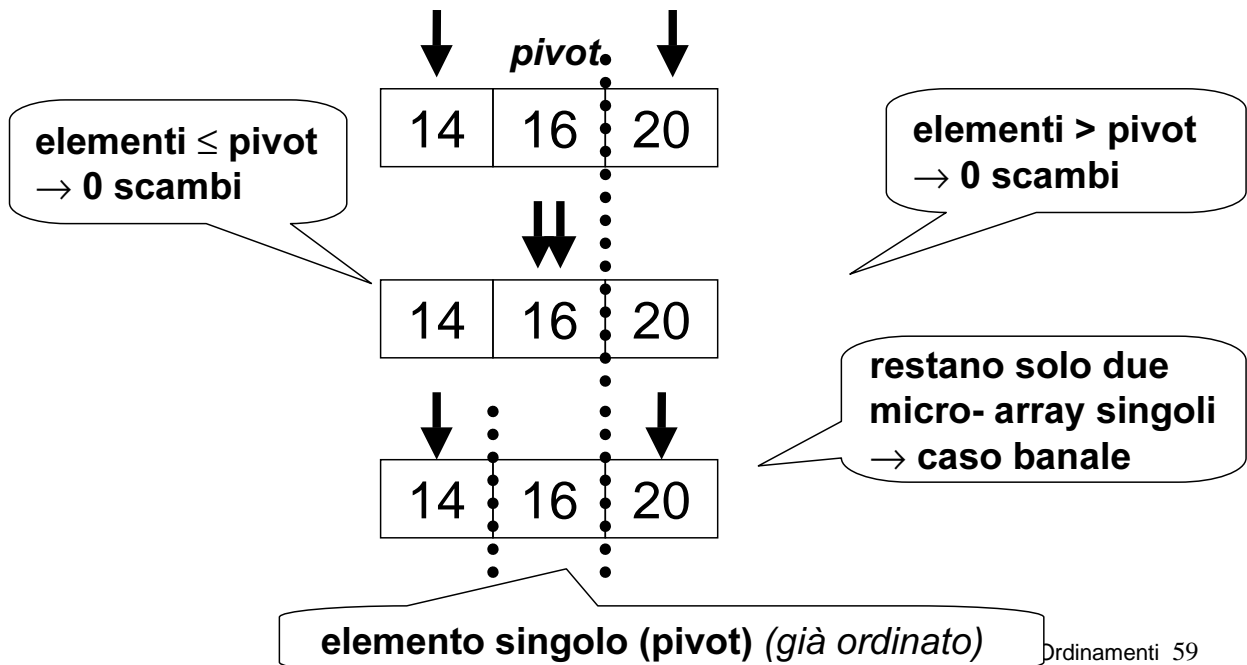 pivot
14 16 20
elementi ≤ pivot
→ 0 scambi
elementi > pivot
→ 0 scambi
14 16 20
restano solo due
micro- array singoli
→ caso banale
14 16 20
elemento singolo (pivot) (già ordinato)
Ordinamenti 59